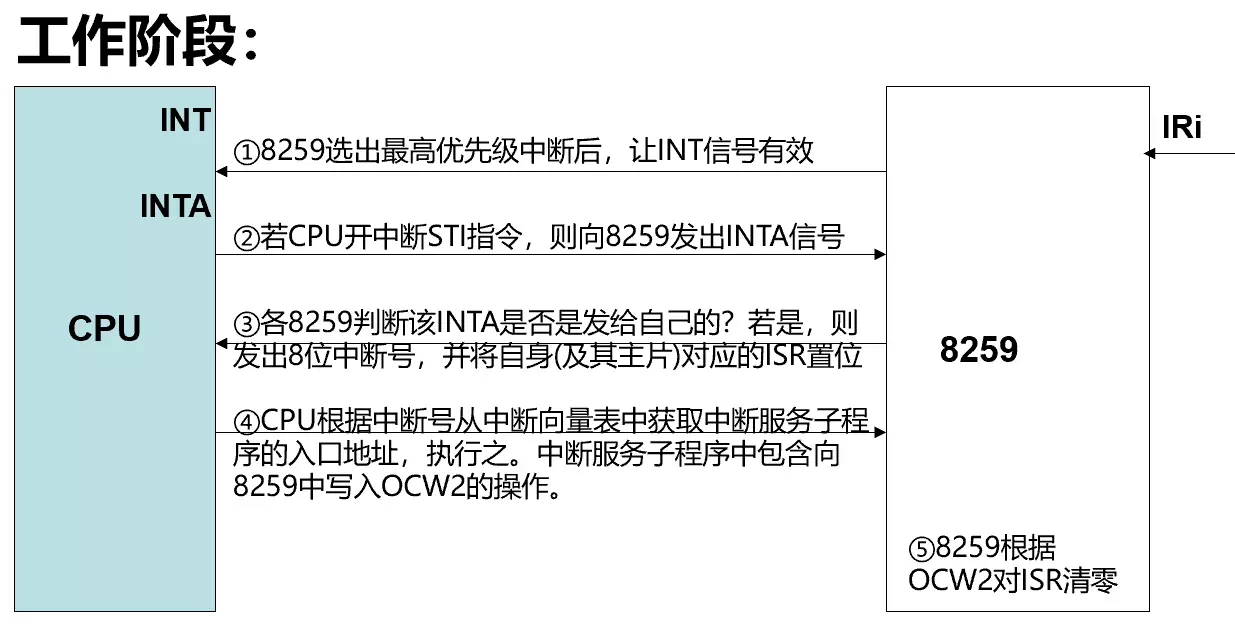 工作阶段：
INT
IRi
①8259选出最高优先级中断后，让INT信号有效
INTA
②若CPU开中断STI指令，则向8259发出INTA信号
CPU
③各8259判断该INTA是否是发给自己的？若是，则
发出8位中断号，并将自身(及其主片)对应的ISR置位
8259
④CPU根据中断号从中断向量表中获取中断服务子程
序的入口地址，执行之。中断服务子程序中包含向
8259中写入OCW2的操作。
⑤8259根据
OCW2对ISR清零